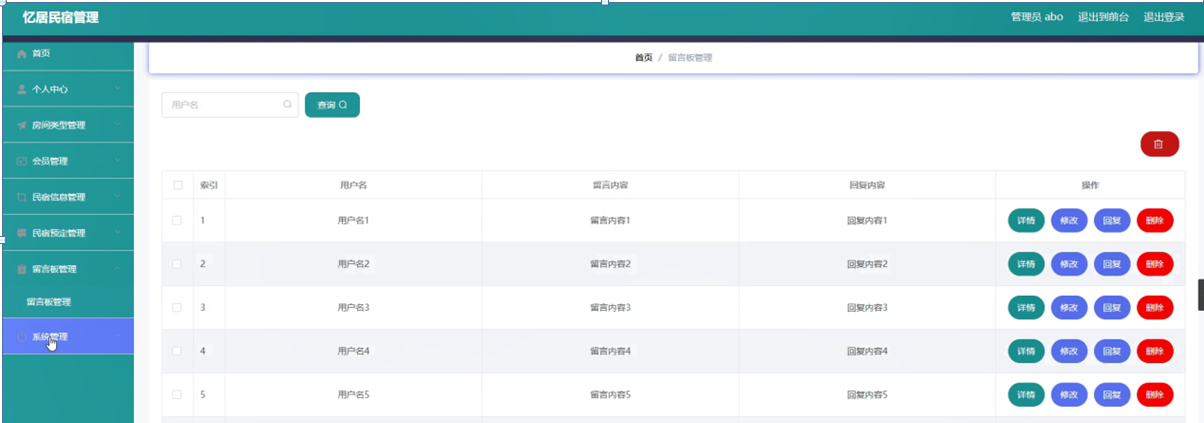 忆居民宿管理
管理员 abo 退出到前台 退出登录
首页
个人中心
房间类型管理
会员管理
民宿信息管理
民宿预定管理
留言板管理
留言板管理
系统管理
首页 / 留言板管理
用户名 查询
索引 用户名 留言内容 回复内容 操作
1 用户名1 留言内容1 回复内容1 详情 修改 回复 删除
2 用户名2 留言内容2 回复内容2 详情 修改 回复 删除
3 用户名3 留言内容3 回复内容3 详情 修改 回复 删除
4 用户名4 留言内容4 回复内容4 详情 修改 回复 删除
5 用户名5 留言内容5 回复内容5 详情 修改 回复 删除